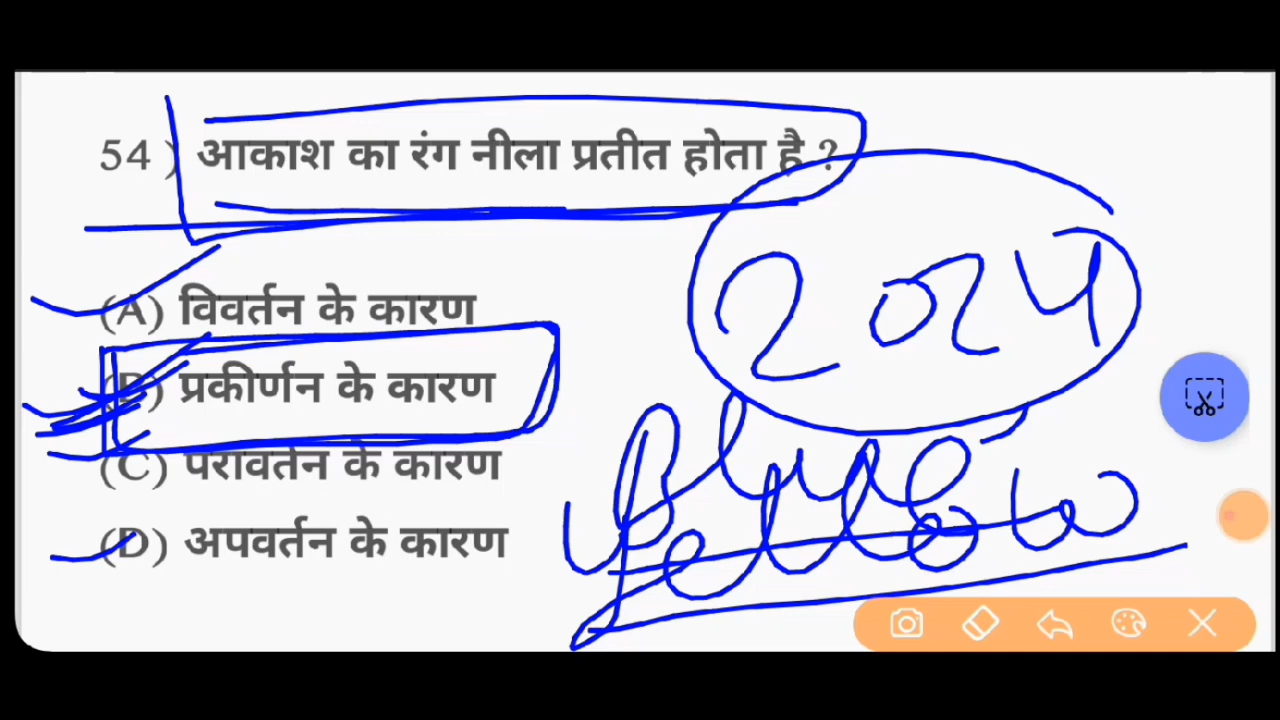 54 ) आकाश का रंग नीला प्रतीत होता है ?
(A) विवर्तन के कारण
(B) प्रकीर्णन के कारण
(C) परावर्तन के कारण
(D) अपवर्तन के कारण
2024
Blue
Yellow